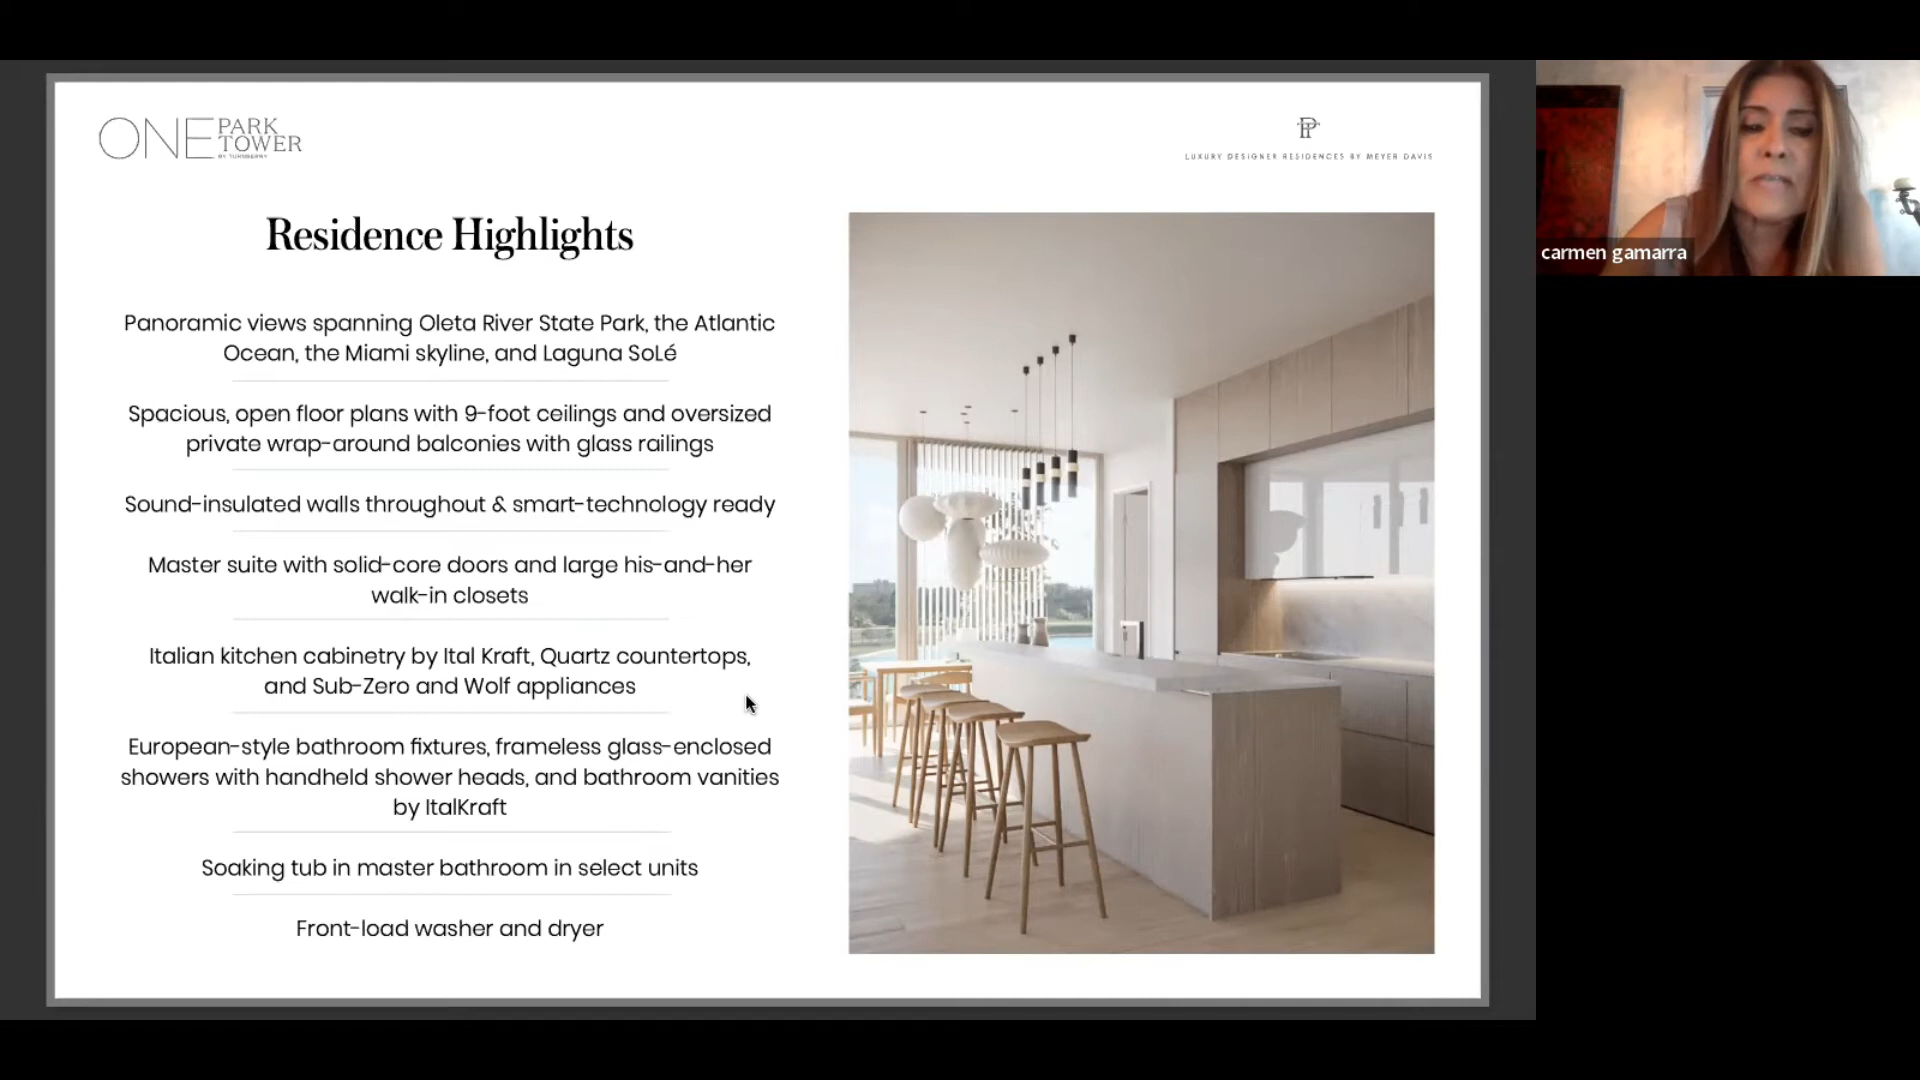 ONE PARK TOWER
BY TURNBERRY
LUXURY DESIGNER RESIDENCES BY MEYER DAVIS
carmen gamarra
Residence Highlights
Panoramic views spanning Oleta River State Park, the Atlantic
Ocean, the Miami skyline, and Laguna SoLé
Spacious, open floor plans with 9-foot ceilings and oversized
private wrap-around balconies with glass railings
Sound-insulated walls throughout & smart-technology ready
Master suite with solid-core doors and large his-and-her
walk-in closets
Italian kitchen cabinetry by Ital Kraft, Quartz countertops,
and Sub-Zero and Wolf appliances
European-style bathroom fixtures, frameless glass-enclosed
showers with handheld shower heads, and bathroom vanities
by ItalKraft
Soaking tub in master bathroom in select units
Front-load washer and dryer